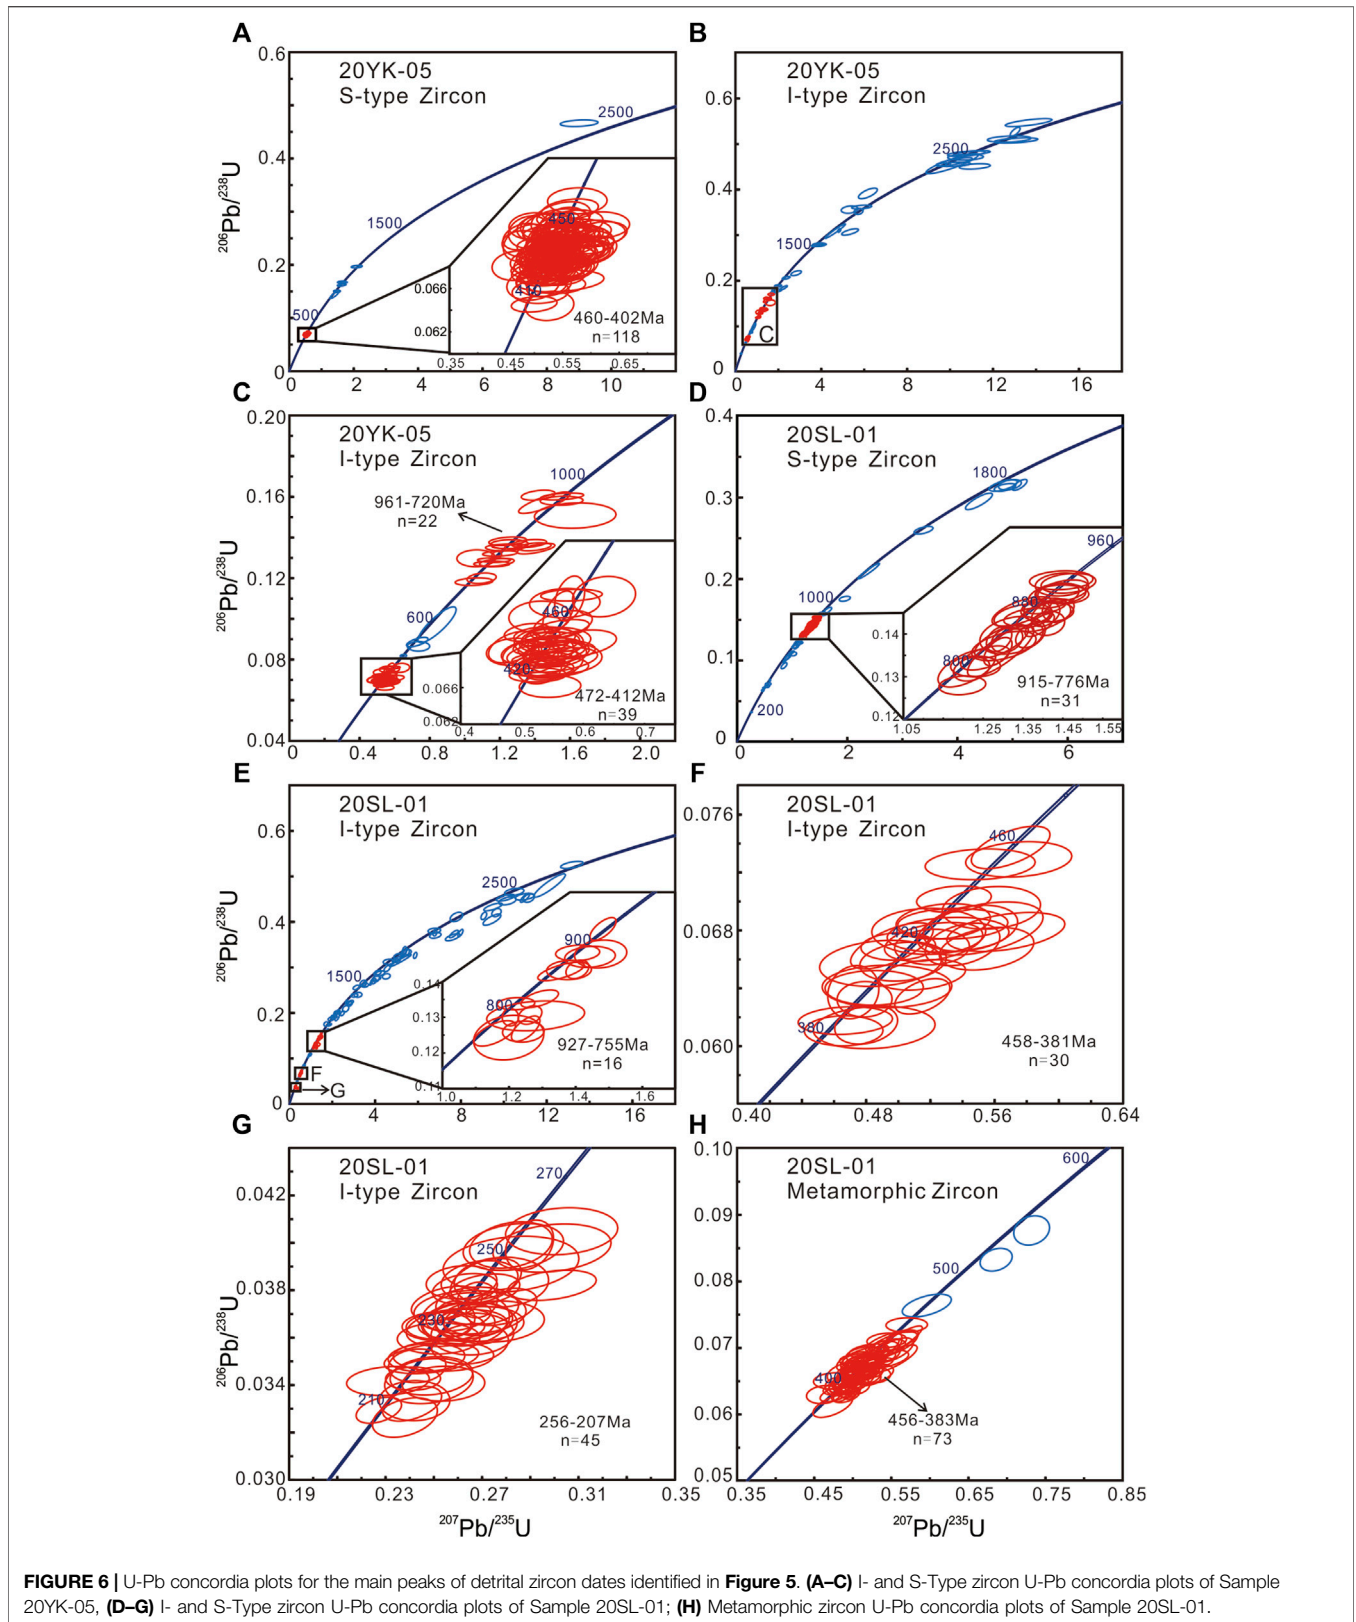 A
20YK-05
S-type Zircon
0.6
0.4
0.2
0
²⁰⁶Pb/²³⁸U
500
1500
2500
450
410
0.066
0.062
0.35
0.45
0.55
0.65
460-402Ma
n=118
0
2
4
6
8
10
B
20YK-05
I-type Zircon
0.6
0.4
0.2
0
2500
1500
C
0
4
8
12
16
C
20YK-05
I-type Zircon
0.20
0.16
0.12
0.08
0.04
²⁰⁶Pb/²³⁸U
961-720Ma
n=22
1000
600
460
420
0.066
0.062
0.4
0.5
0.6
0.7
472-412Ma
n=39
0
0.4
0.8
1.2
1.6
2.0
D
20SL-01
S-type Zircon
0.4
0.3
0.2
0.1
0
1800
1000
200
960
880
800
0.14
0.13
0.12
1.05
1.25
1.35
1.45
1.55
915-776Ma
n=31
0
2
4
6
E
20SL-01
I-type Zircon
0.6
0.4
0.2
0
²⁰⁶Pb/²³⁸U
2500
1500
F
G
900
800
0.14
0.13
0.12
0.11
1.0
1.2
1.4
1.6
927-755Ma
n=16
0
4
8
12
16
F
20SL-01
I-type Zircon
0.076
0.068
0.060
460
420
380
458-381Ma
n=30
0.40
0.48
0.56
0.64
G
20SL-01
I-type Zircon
0.042
0.038
0.034
0.030
²⁰⁶Pb/²³⁸U
270
250
230
210
256-207Ma
n=45
0.19
0.23
0.27
0.31
0.35
²⁰⁷Pb/²³⁵U
H
20SL-01
Metamorphic Zircon
0.10
0.09
0.08
0.07
0.06
0.05
600
500
400
456-383Ma
n=73
0.35
0.45
0.55
0.65
0.75
0.85
²⁰⁷Pb/²³⁵U
FIGURE 6 | U-Pb concordia plots for the main peaks of detrital zircon dates identified in Figure 5. (A–C) I- and S-Type zircon U-Pb concordia plots of Sample
20YK-05, (D–G) I- and S-Type zircon U-Pb concordia plots of Sample 20SL-01; (H) Metamorphic zircon U-Pb concordia plots of Sample 20SL-01.